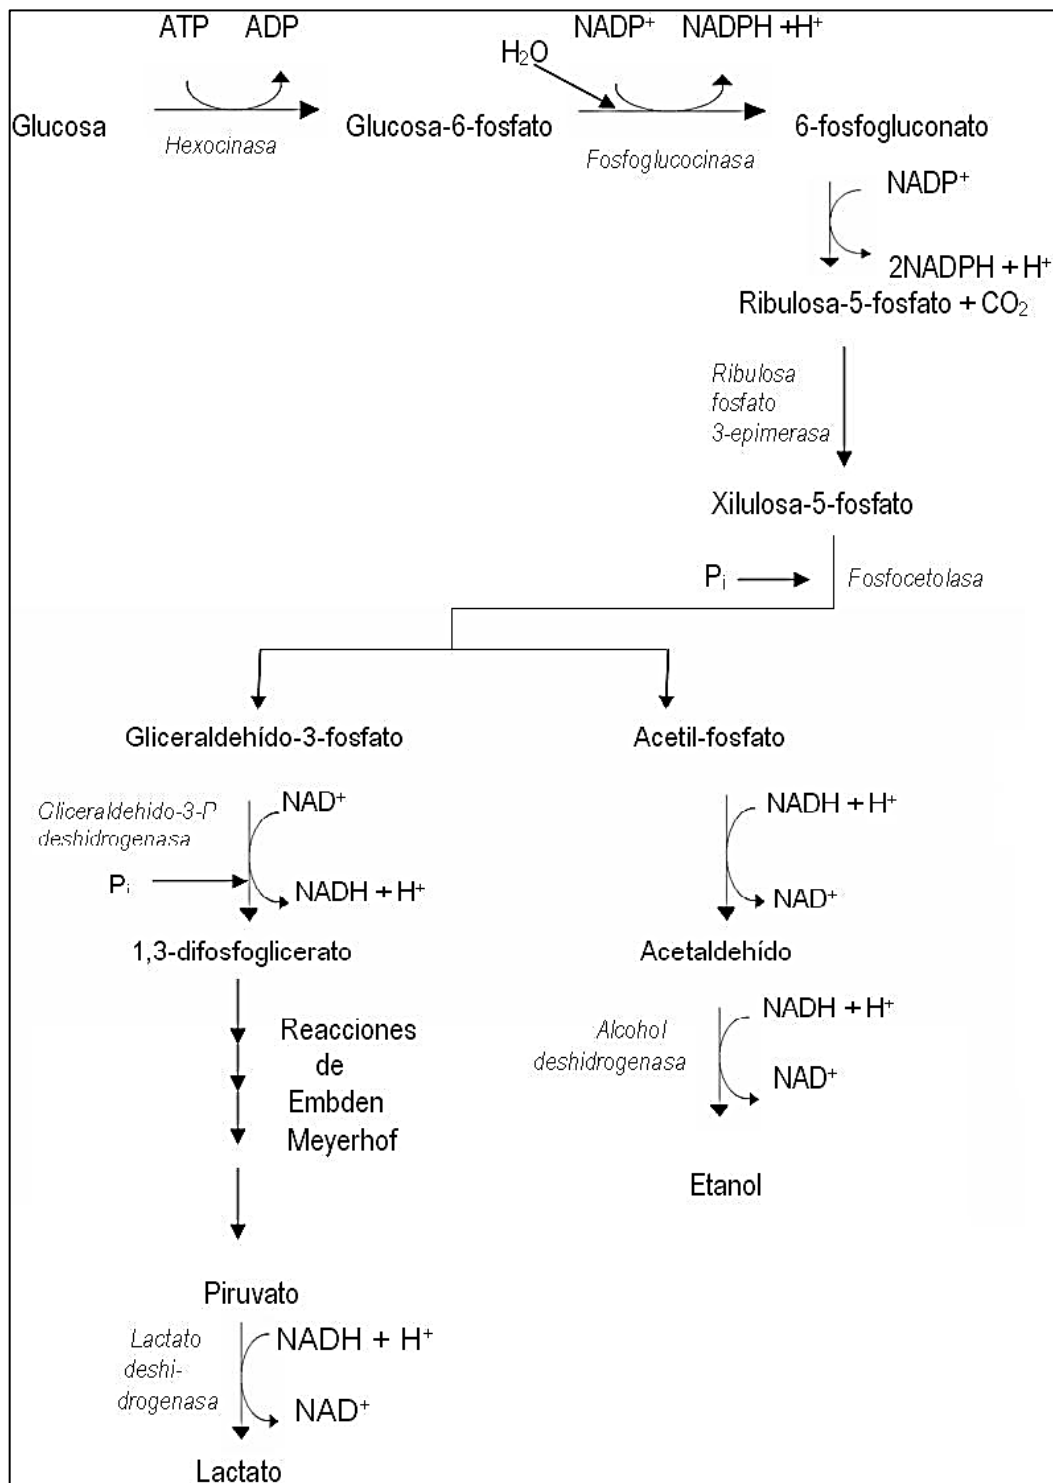 ATP ADP
NADP⁺ NADPH +H⁺
H₂O
Glucosa
Hexocinasa
Glucosa-6-fosfato
Fosfoglucocinasa
6-fosfogluconato
NADP⁺
2NADPH + H⁺
Ribulosa-5-fosfato + CO₂
Ribulosa
fosfato
3-epimerasa
Xilulosa-5-fosfato
Pᵢ
Fosfocetolasa
Gliceraldehído-3-fosfato
Acetil-fosfato
Gliceraldehido-3-P
deshidrogenasa
NAD⁺
Pᵢ
NADH + H⁺
NADH + H⁺
NAD⁺
1,3-difosfoglicerato
Acetaldehído
Reacciones
de
Embden
Meyerhof
Alcohol
deshidrogenasa
NADH + H⁺
NAD⁺
Etanol
Piruvato
Lactato
deshi-
drogenasa
NADH + H⁺
NAD⁺
Lactato